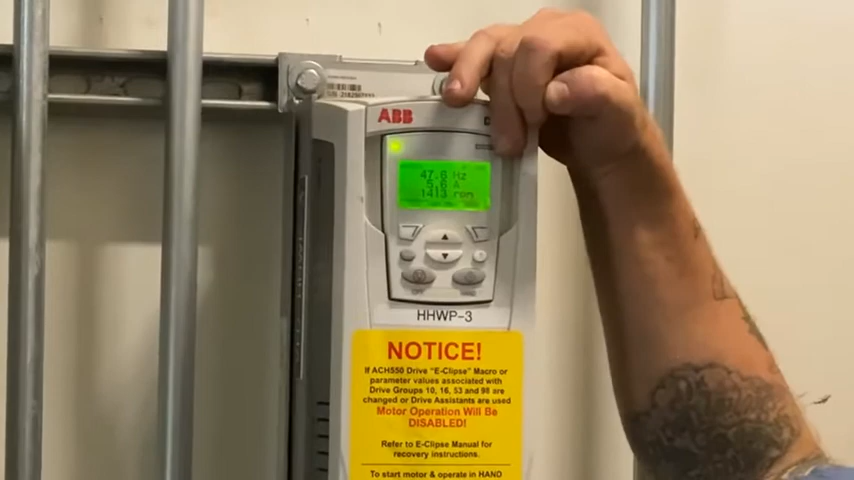 ABB
47.6 Hz
5.6 A
1413 rpm
OFF
HAND
HHWP-3
NOTICE!
If ACH550 Drive "E-Clipse" Macro or
parameter values associated with
Drive Groups 10, 16, 53 and 98 are
changed or Drive Assistants are used
Motor OPERATION Will Be
DISABLED!
Refer to E-Clipse Manual for
recovery instructions.
To start motor & operate in HAND